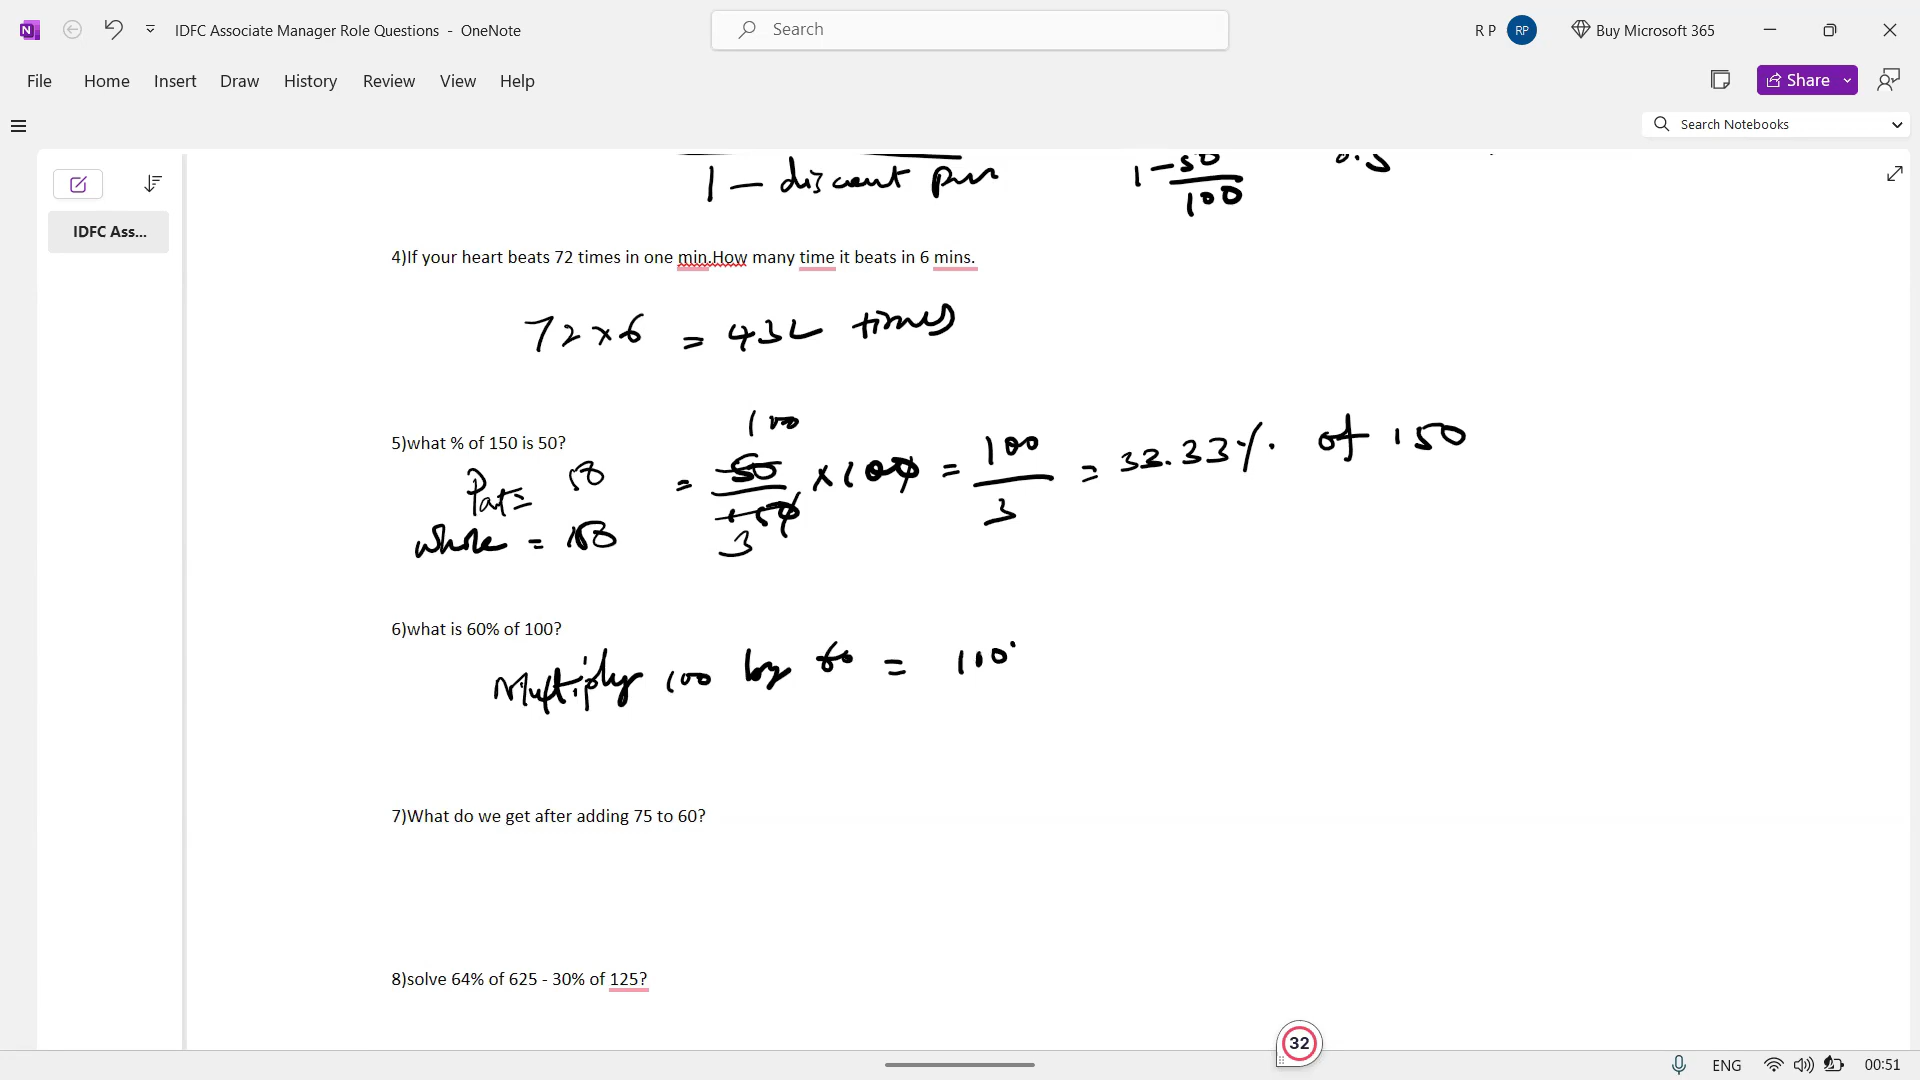 IDFC Associate Manager Role Questions - OneNote
Search
R P
RP
Buy Microsoft 365
File Home Insert Draw History Review View Help
Share
Search Notebooks
IDFC Ass...
1 - discount
1 - 50
100
4)If your heart beats 72 times in one min.How many time it beats in 6 mins.
72 x 6 = 432 times
5)what % of 150 is 50?
100
= 50 x 100 = 100 = 33.33 % of 150
150
3
3
whole = 150
6)what is 60% of 100?
Multiply 100 by 60 =
7)What do we get after adding 75 to 60?
8)solve 64% of 625 - 30% of 125?
32
ENG
00:51